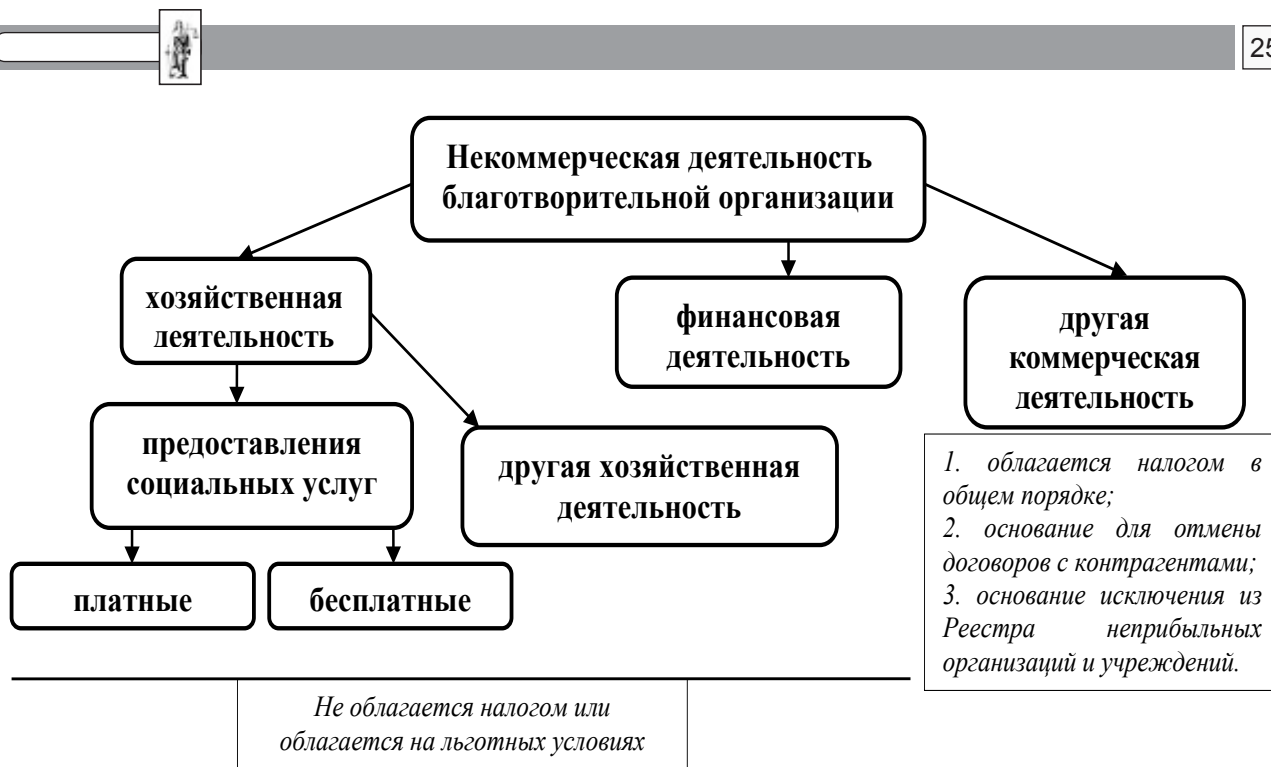 25
Некоммерческая деятельность
благотворительной организации
хозяйственная
деятельность
финансовая
деятельность
другая
коммерческая
деятельность
предоставления
социальных услуг
другая хозяйственная
деятельность
платные
бесплатные
1. облагается налогом в
общем порядке;
2. основание для отмены
договоров с контрагентами;
3. основание исключения из
Реестра неприбыльных
организаций и учреждений.
Не облагается налогом или
облагается на льготных условиях